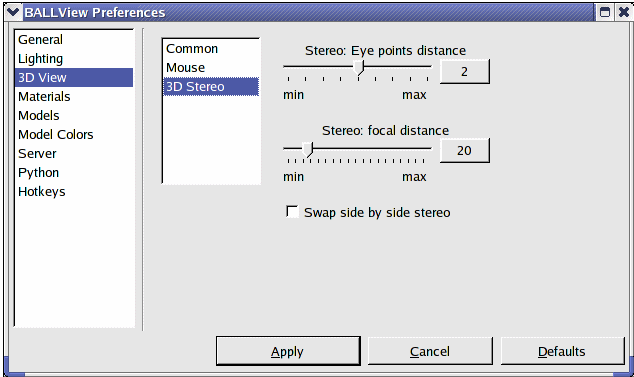 BALLView Preferences
General
Lighting
3D View
Materials
Models
Model Colors
Server
Python
Hotkeys
Common
Mouse
3D Stereo
Stereo: Eye points distance
2
min max
Stereo: focal distance
20
min max
Swap side by side stereo
Apply Cancel Defaults